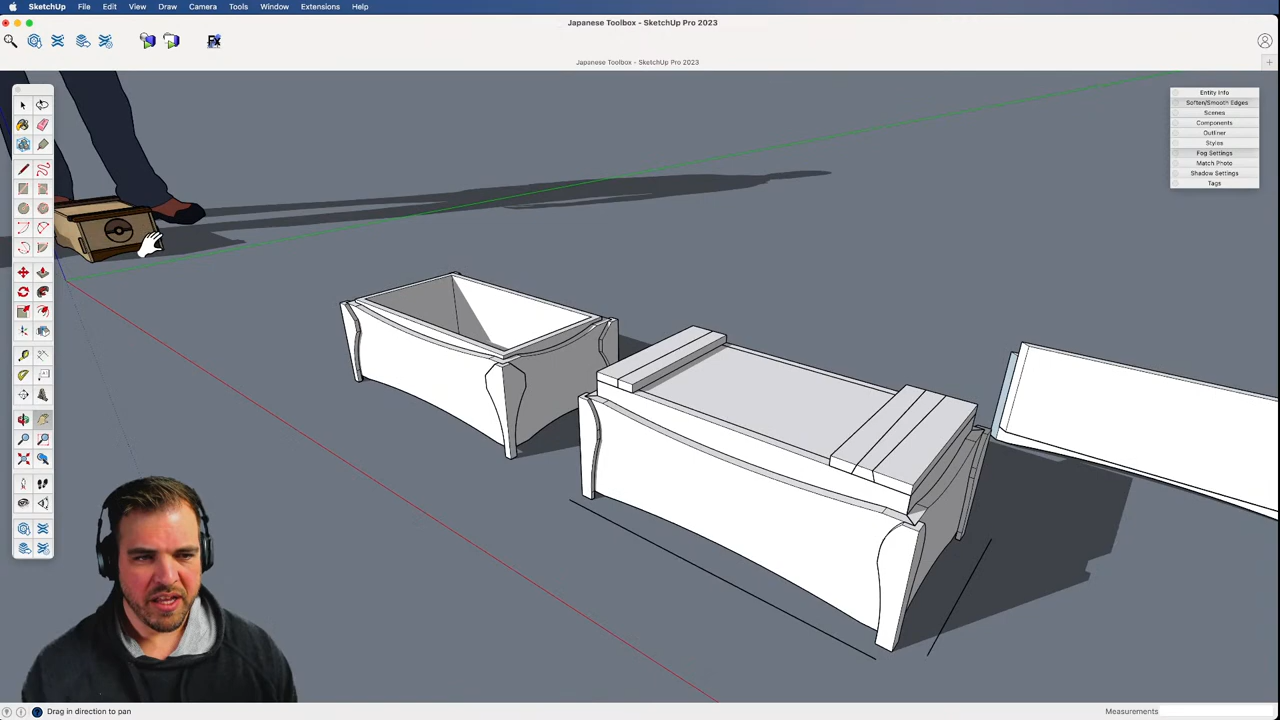 SketchUp File Edit View Draw Camera Tools Window Extensions Help
Japanese Toolbox - SketchUp Pro 2023
Japanese Toolbox - SketchUp Pro 2023
Entity Info
Soften/Smooth Edges
Scenes
Components
Outliner
Styles
Fog Settings
Match Photo
Shadow Settings
Tags
Drag in direction to pan
Measurements